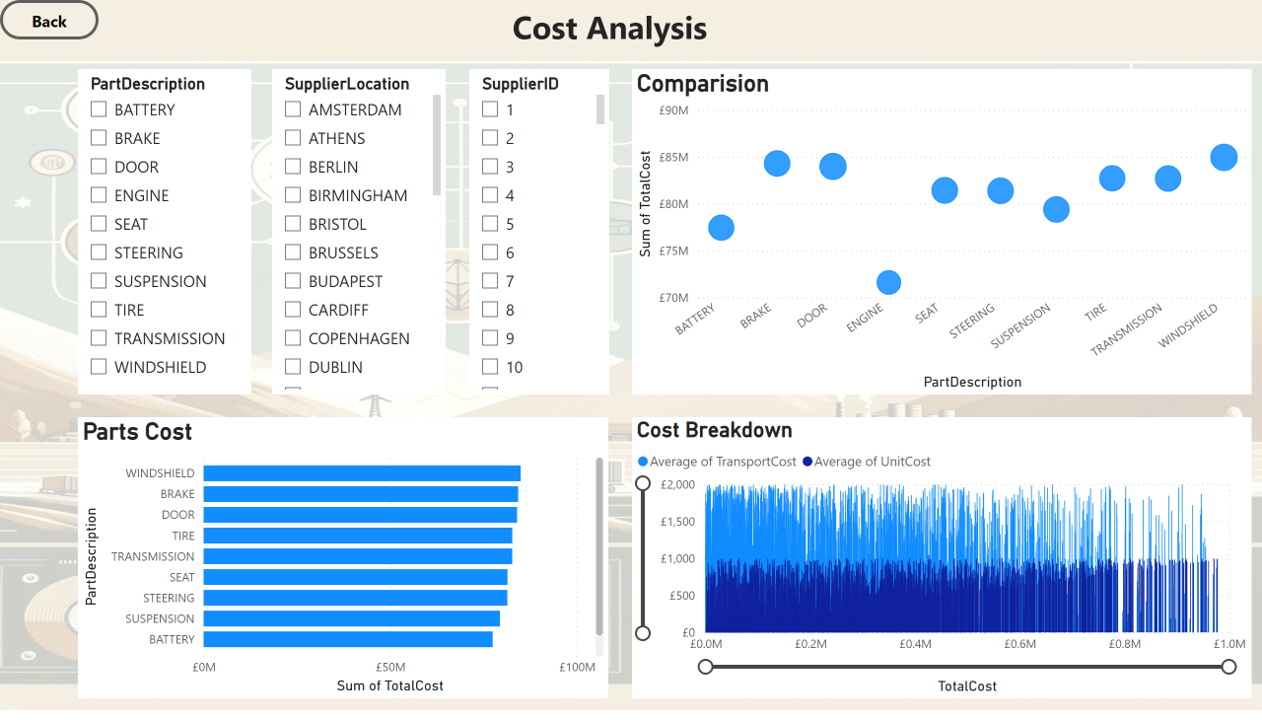 Back
Cost Analysis
PartDescription
BATTERY
BRAKE
DOOR
ENGINE
SEAT
STEERING
SUSPENSION
TIRE
TRANSMISSION
WINDSHIELD
SupplierLocation
AMSTERDAM
ATHENS
BERLIN
BIRMINGHAM
BRISTOL
BRUSSELS
BUDAPEST
CARDIFF
COPENHAGEN
DUBLIN
SupplierID
1
2
3
4
5
6
7
8
9
10
Comparision
Sum of TotalCost
£90M
£85M
£80M
£75M
£70M
BATTERY
BRAKE
DOOR
ENGINE
SEAT
STEERING
SUSPENSION
TIRE
TRANSMISSION
WINDSHIELD
PartDescription
Parts Cost
PartDescription
WINDSHIELD
BRAKE
DOOR
TIRE
TRANSMISSION
SEAT
STEERING
SUSPENSION
BATTERY
£0M £50M £100M
Sum of TotalCost
Cost Breakdown
Average of TransportCost Average of UnitCost
£2,000
£1,500
£1,000
£500
£0
£0.0M £0.2M £0.4M £0.6M £0.8M £1.0M
TotalCost